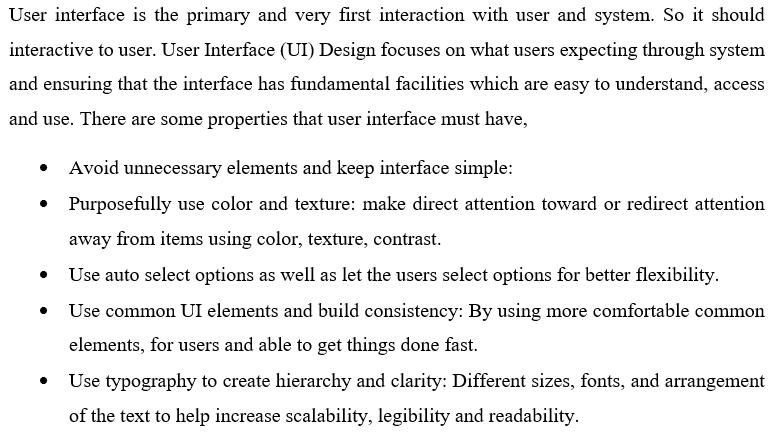 User interface is the primary and very first interaction with user and system. So it should
interactive to user. User Interface (UI) Design focuses on what users expecting through system
and ensuring that the interface has fundamental facilities which are easy to understand, access
and use. There are some properties that user interface must have,
• Avoid unnecessary elements and keep interface simple:
• Purposefully use color and texture: make direct attention toward or redirect attention
away from items using color, texture, contrast.
• Use auto select options as well as let the users select options for better flexibility.
• Use common UI elements and build consistency: By using more comfortable common
elements, for users and able to get things done fast.
• Use typography to create hierarchy and clarity: Different sizes, fonts, and arrangement
of the text to help increase scalability, legibility and readability.